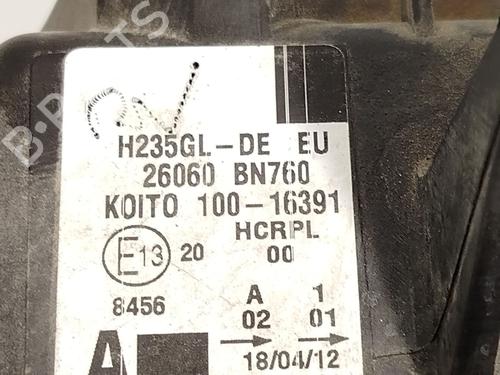 B-PARTS
H235GL-DE EU
26060 BN760
KOITO 100-16391
HCRPL
E13 20 00
8456
A 1
02 01
A
18/04/12